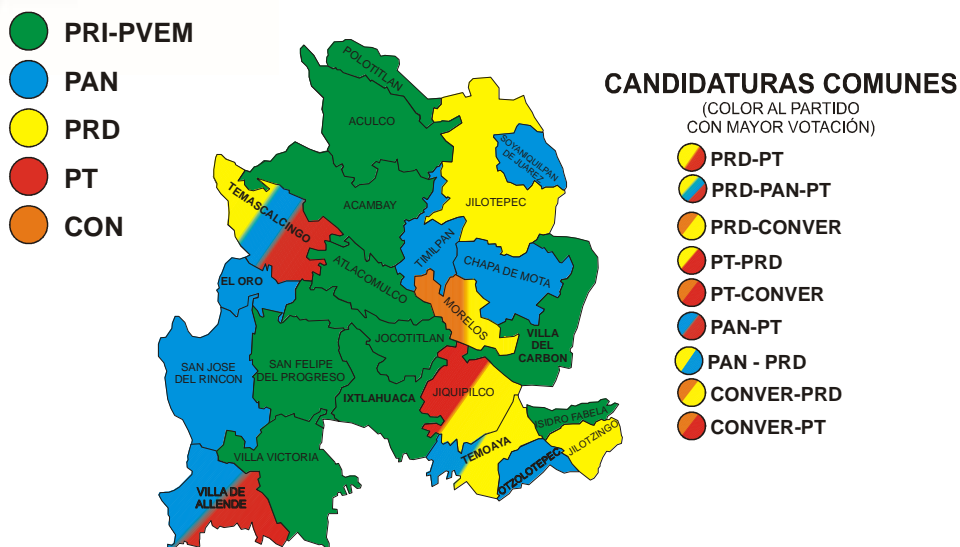 PRI-PVEM
PAN
PRD
PT
CON
CANDIDATURAS COMUNES
(COLOR AL PARTIDO
CON MAYOR VOTACIÓN)
PRD-PT
PRD-PAN-PT
PRD-CONVER
PT-PRD
PT-CONVER
PAN-PT
PAN - PRD
CONVER-PRD
CONVER-PT
POLOTITLAN
ACULCO
SOYANIQUILPAN
DE JUAREZ
JILOTEPEC
ACAMBAY
TEMASCALCINGO
TIMILPAN
CHAPA DE MOTA
ATLACOMULCO
EL ORO
MORELOS
VILLA
DEL
CARBON
JOCOTITLAN
SAN JOSE
DEL RINCON
SAN FELIPE
DEL PROGRESO
IXTLAHUACA
JIQUIPILCO
ISIDRO FABELA
JILOTZINGO
TEMOAYA
OTZOLOTEPEC
VILLA VICTORIA
VILLA DE
ALLENDE